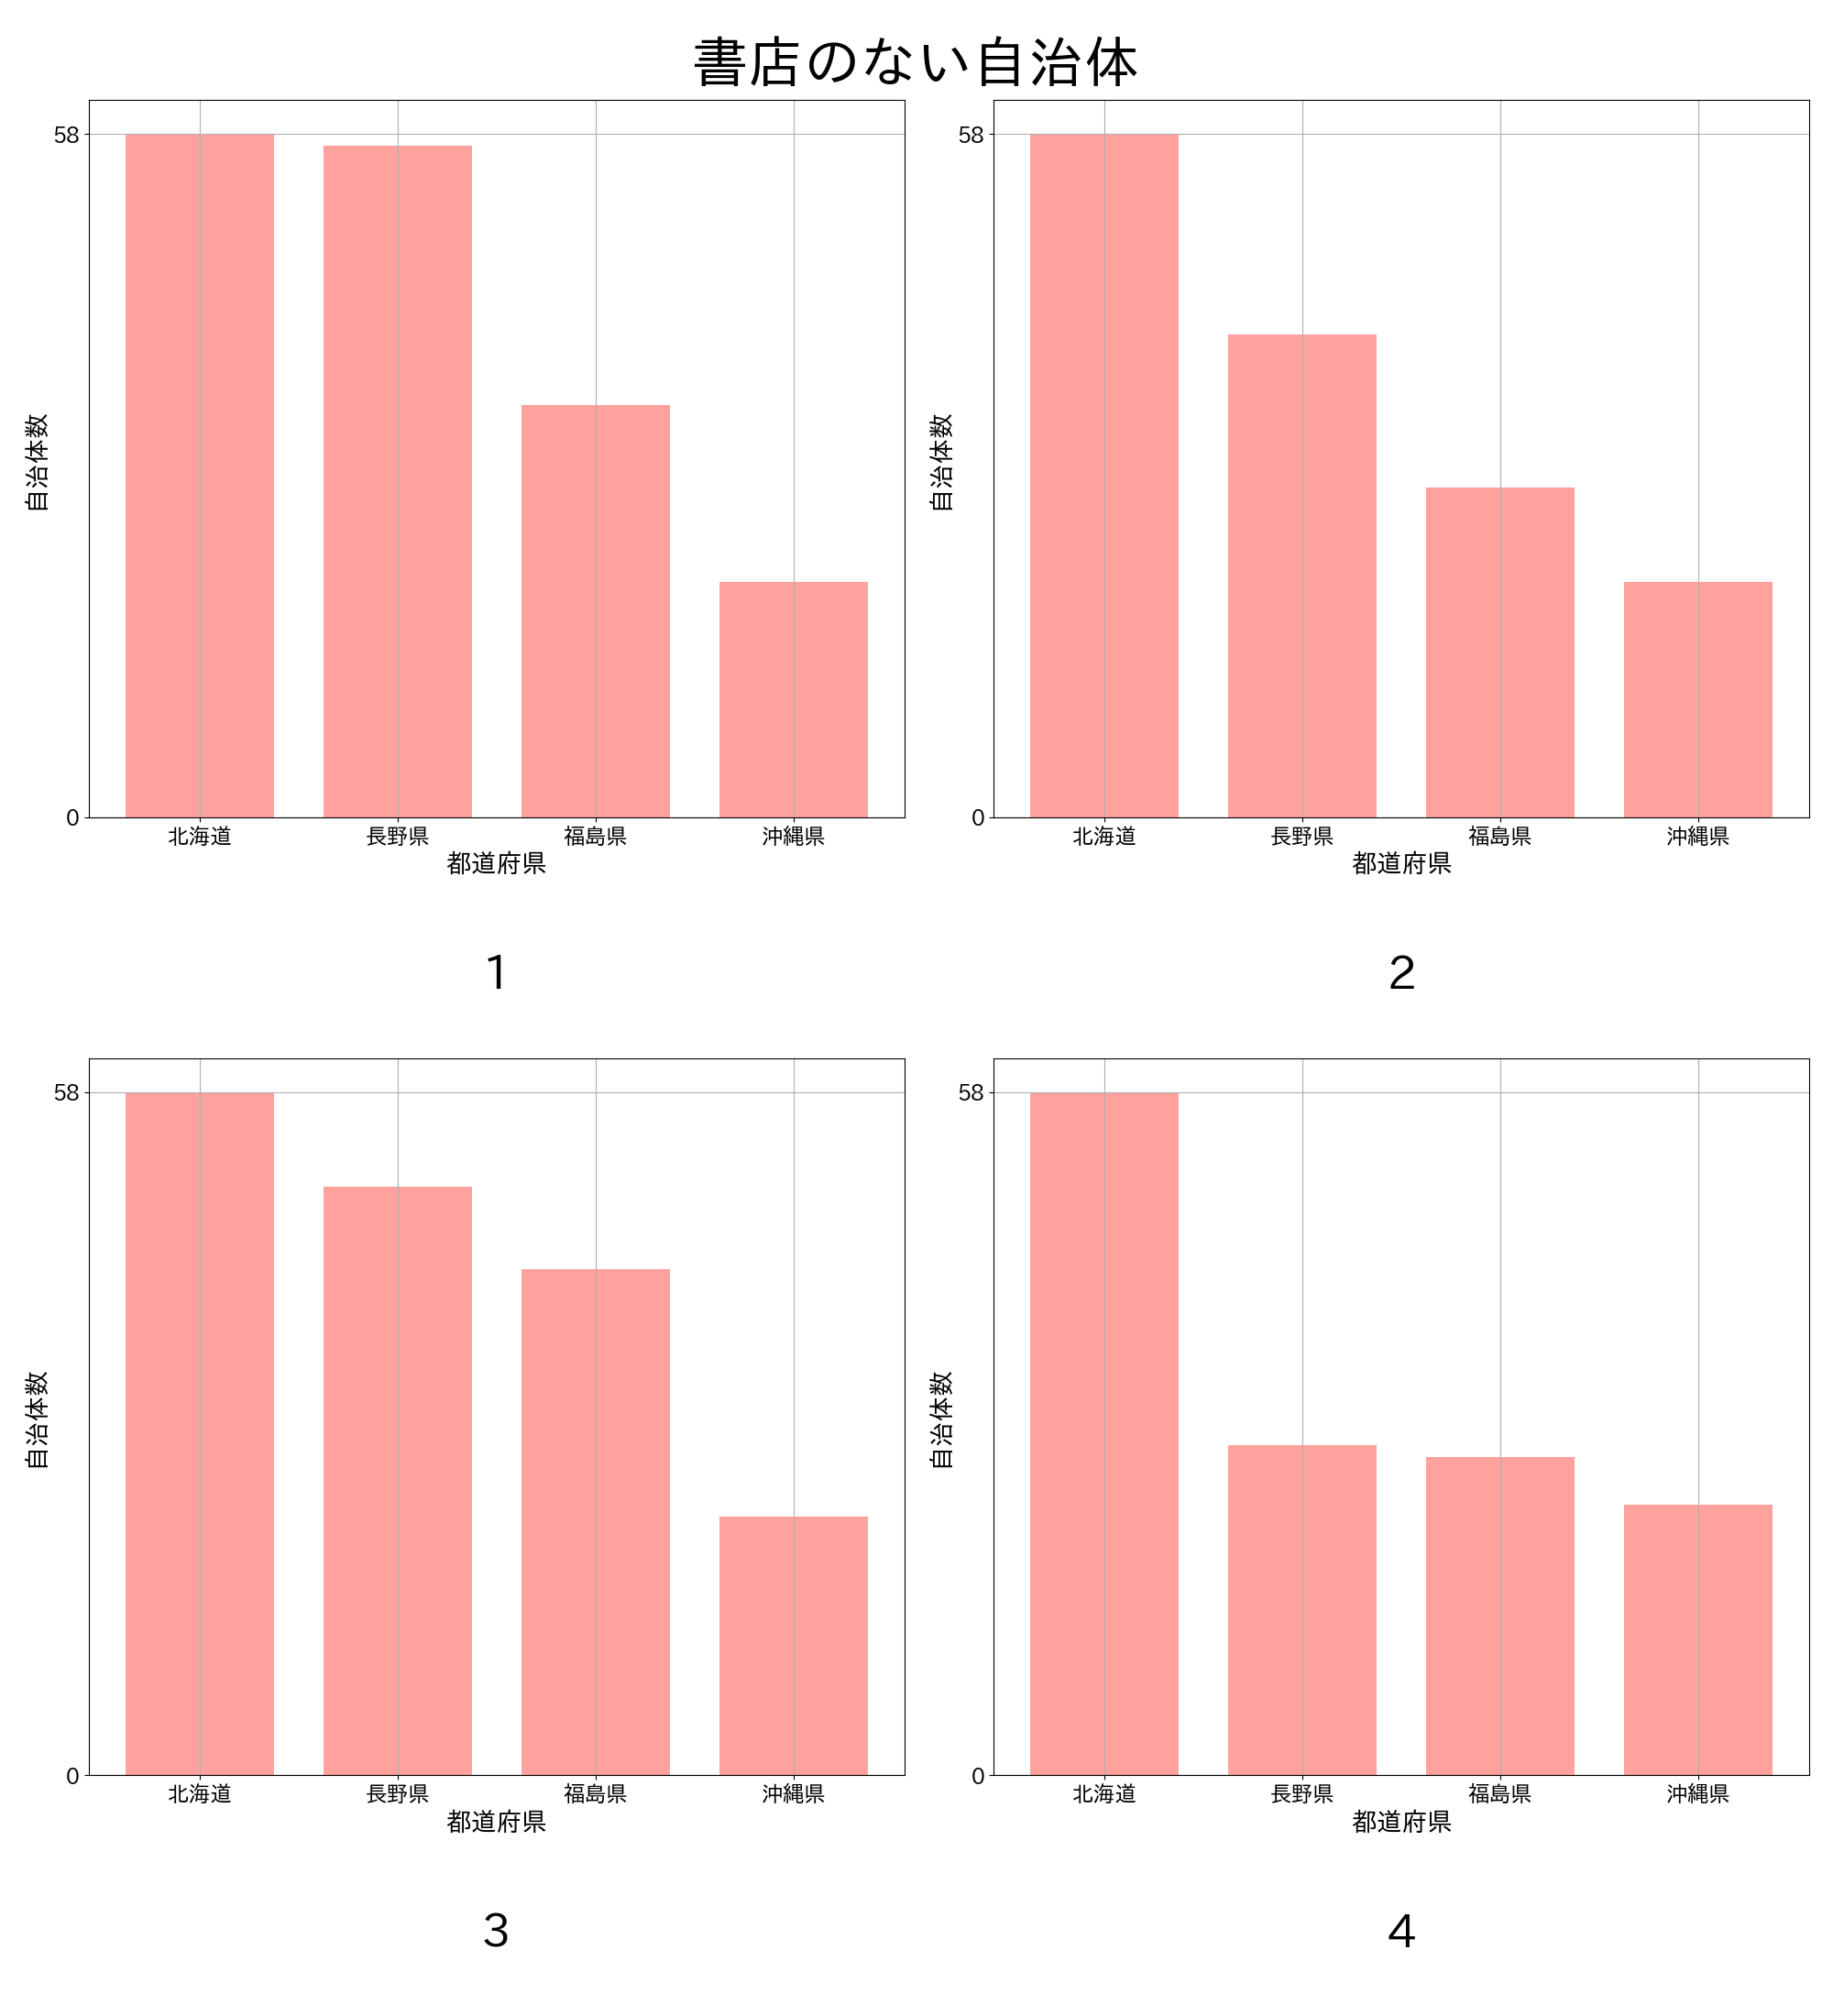 書店のない自治体
58
0
自治体数
北海道 長野県 福島県 沖縄県
都道府県
1
58
0
自治体数
北海道 長野県 福島県 沖縄県
都道府県
2
58
0
自治体数
北海道 長野県 福島県 沖縄県
都道府県
3
58
0
自治体数
北海道 長野県 福島県 沖縄県
都道府県
4